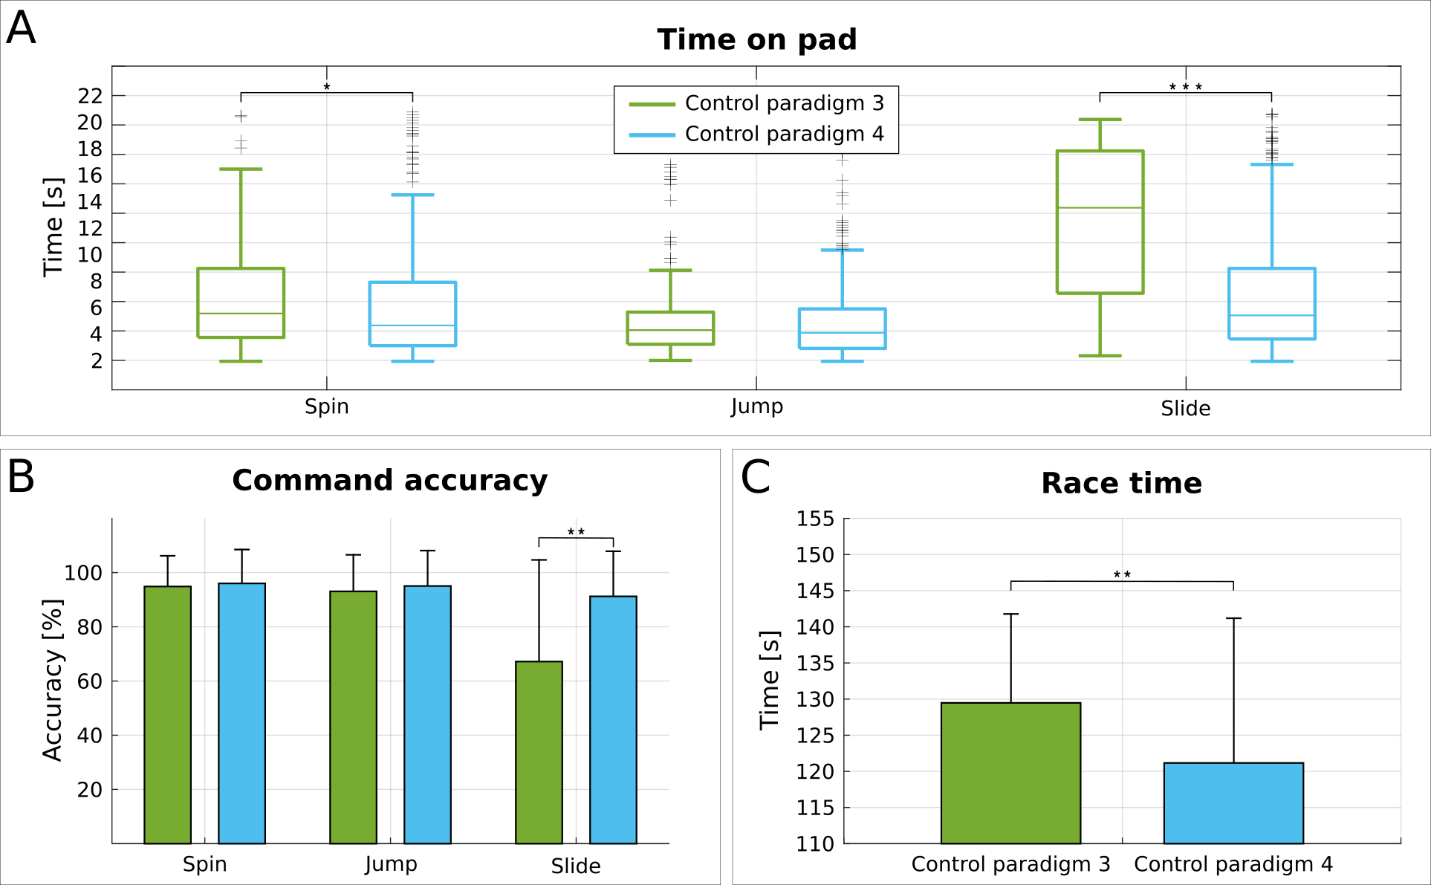 A
Time on pad
Time [s]
22
20
18
16
14
12
10
8
6
4
2
*
***
Control paradigm 3
Control paradigm 4
Spin
Jump
Slide
B
Command accuracy
Accuracy [%]
100
80
60
40
20
**
Spin
Jump
Slide
C
Race time
Time [s]
155
150
145
140
135
130
125
120
115
110
**
Control paradigm 3
Control paradigm 4